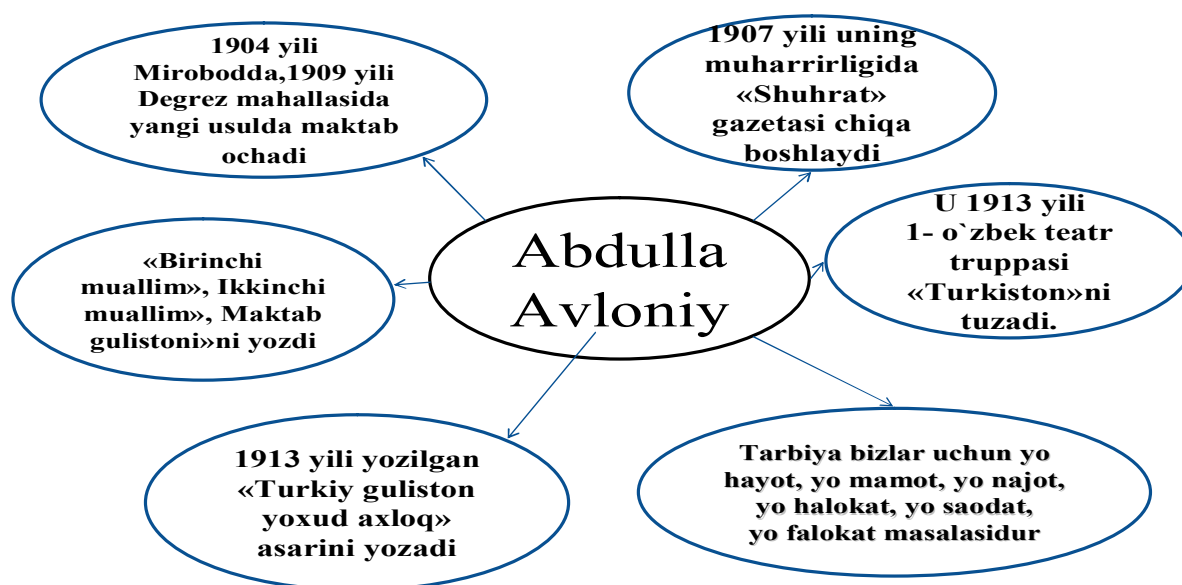 1904 yili
Mirobodda,1909 yili
Degrez mahallasida
yangi usulda maktab
ochadi
1907 yili uning
muharrirligida
«Shuhrat»
gazetasi chiqa
boshlaydi
Abdulla
Avloniy
U 1913 yili
1- o`zbek teatr
truppasi
«Turkiston»ni
tuzadi.
«Birinchi
muallim», Ikkinchi
muallim», Maktab
gulistoni»ni yozdi
1913 yili yozilgan
«Turkiy guliston
yoxud axloq»
asarini yozadi
Tarbiya bizlar uchun yo
hayot, yo mamot, yo najot,
yo halokat, yo saodat,
yo falokat masalasidur